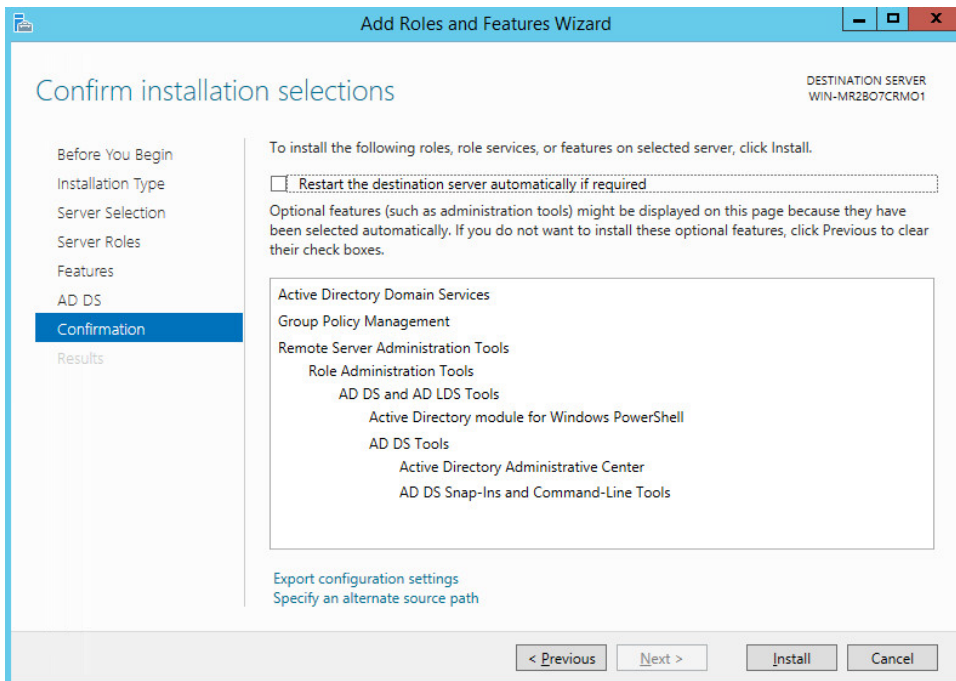 Add Roles and Features Wizard
Confirm installation selections
DESTINATION SERVER
WIN-MR2BO7CRMO1
Before You Begin
Installation Type
Server Selection
Server Roles
Features
AD DS
Confirmation
Results
To install the following roles, role services, or features on selected server, click Install.
Restart the destination server automatically if required
Optional features (such as administration tools) might be displayed on this page because they have
been selected automatically. If you do not want to install these optional features, click Previous to clear
their check boxes.
Active Directory Domain Services
Group Policy Management
Remote Server Administration Tools
Role Administration Tools
AD DS and AD LDS Tools
Active Directory module for Windows PowerShell
AD DS Tools
Active Directory Administrative Center
AD DS Snap-Ins and Command-Line Tools
Export configuration settings
Specify an alternate source path
< Previous
Next >
Install
Cancel